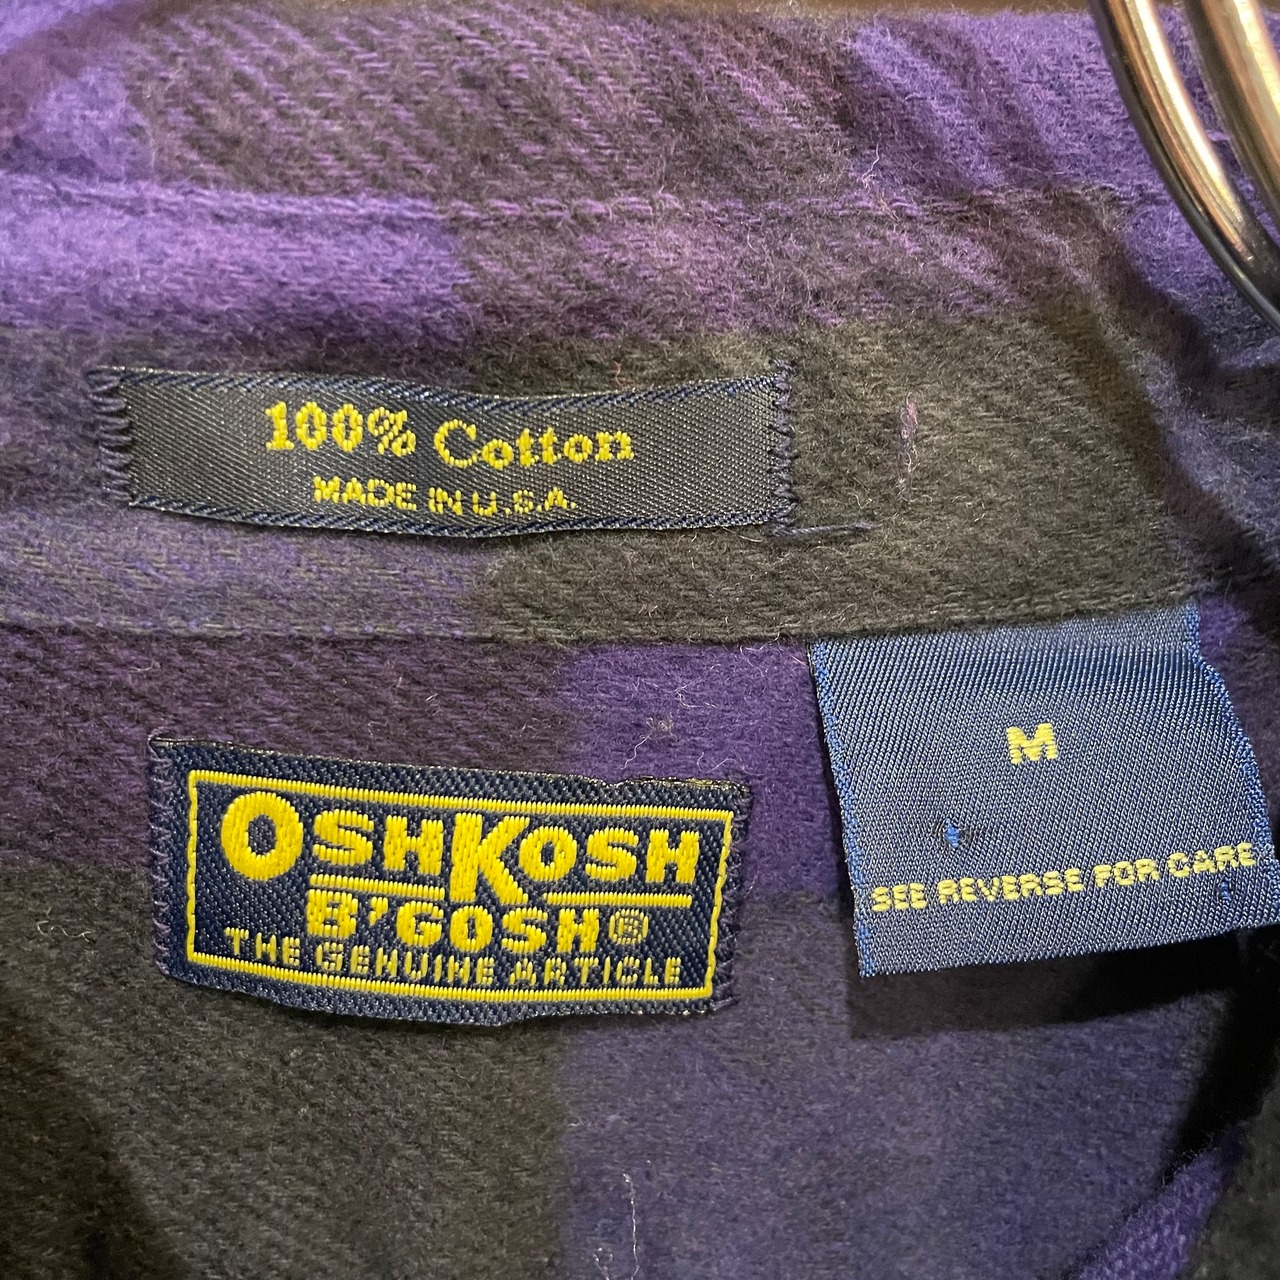 100% Cotton
MADE IN U.S.A.
OSHKOSH
B'GOSH®
THE GENUINE ARTICLE
M
SEE REVERSE FOR CARE